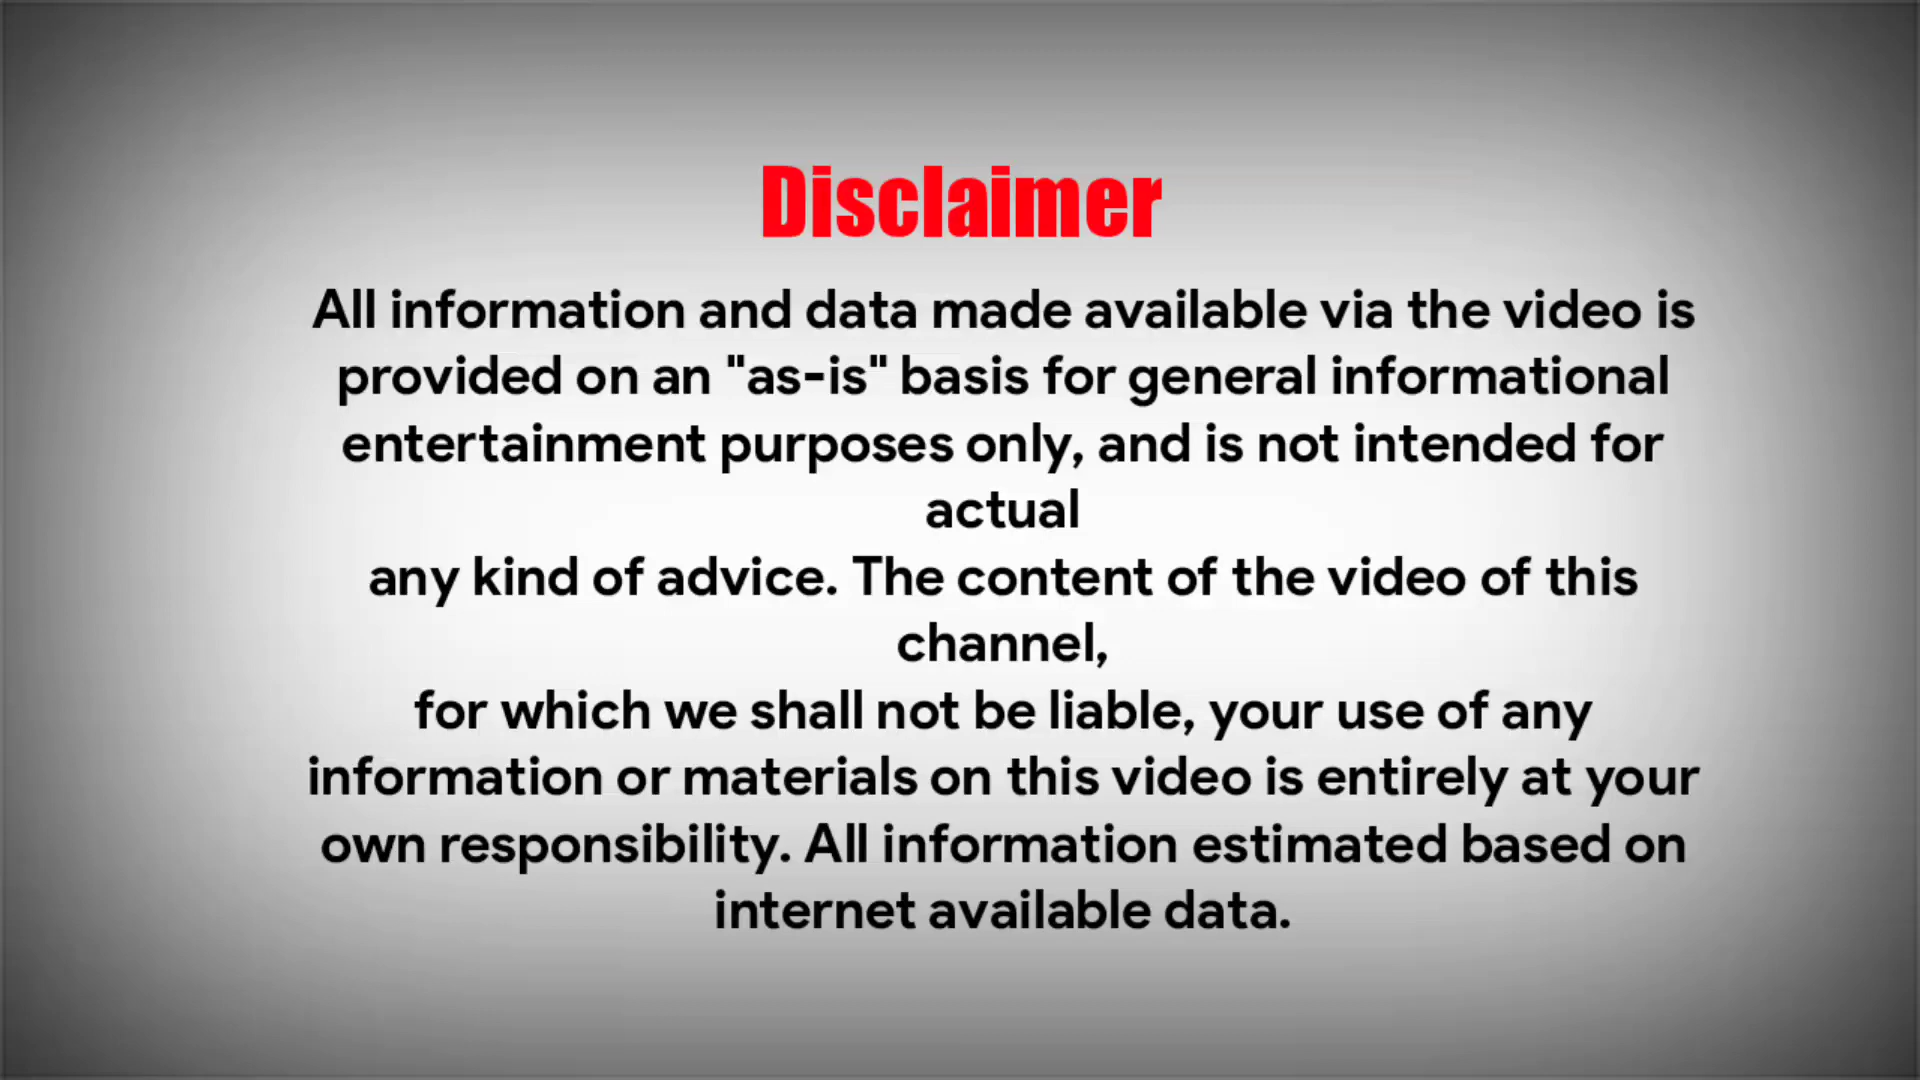 Disclaimer
All information and data made available via the video is
provided on an "as-is" basis for general informational
entertainment purposes only, and is not intended for
actual
any kind of advice. The content of the video of this
channel,
for which we shall not be liable, your use of any
information or materials on this video is entirely at your
own responsibility. All information estimated based on
internet available data.